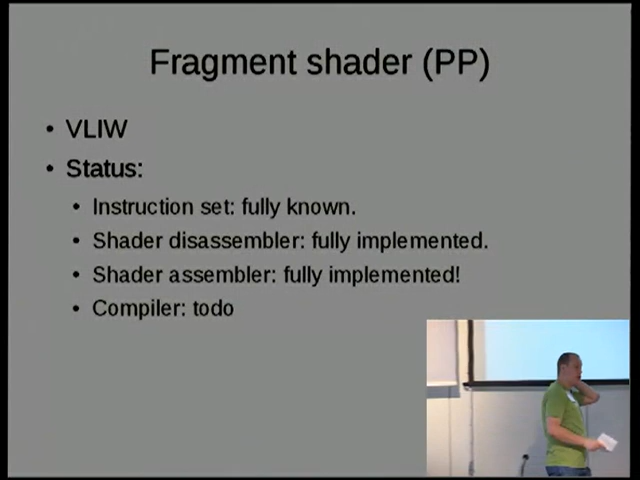 Fragment shader (PP)
• VLIW
• Status:
• Instruction set: fully known.
• Shader disassembler: fully implemented.
• Shader assembler: fully implemented!
• Compiler: todo